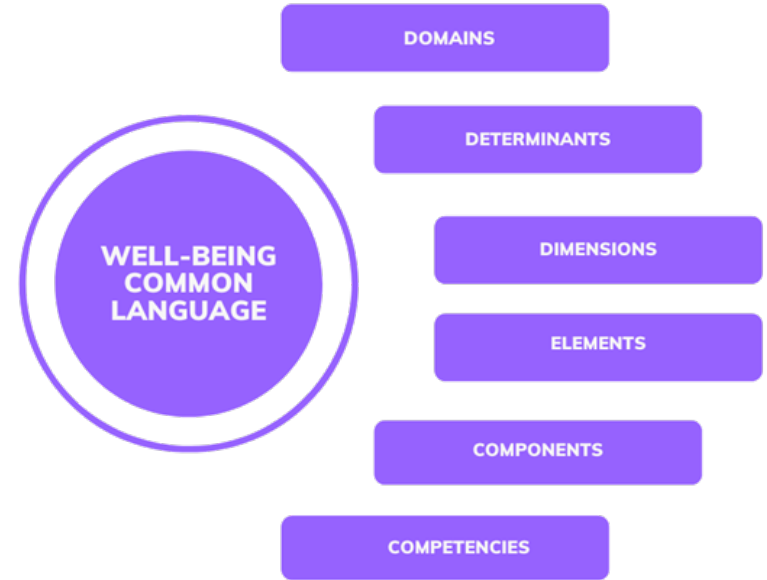 DOMAINS
DETERMINANTS
WELL-BEING
COMMON
LANGUAGE
DIMENSIONS
ELEMENTS
COMPONENTS
COMPETENCIES